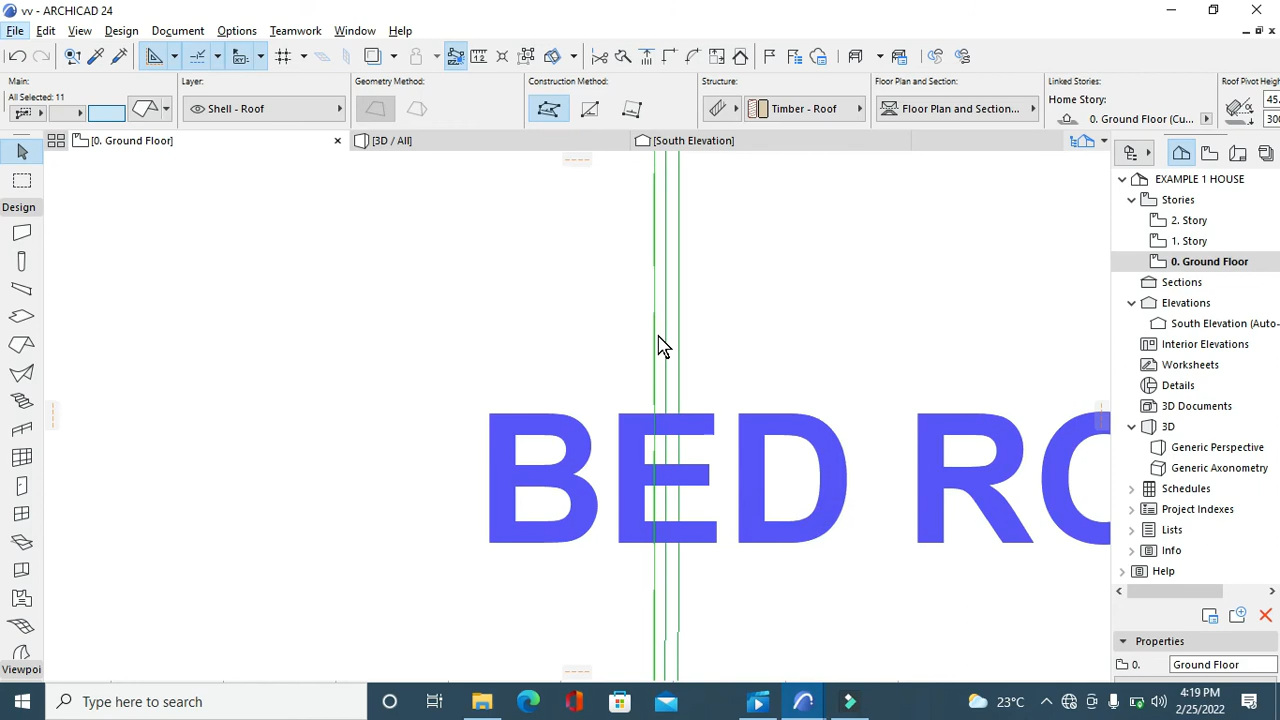 vv - ARCHICAD 24
File Edit View Design Document Options Teamwork Window Help
Main: Layer: Geometry Method: Construction Method: Structure: Floor Plan and Section: Linked Stories: Roof Pivot Hei
All Selected: 11 Home Story: 45.
Shell - Roof Timber - Roof Floor Plan and Section... 0. Ground Floor (Cu... 300
[0. Ground Floor] [3D / All] [South Elevation]
Design
EXAMPLE 1 HOUSE
Stories
2. Story
1. Story
0. Ground Floor
Sections
Elevations
South Elevation (Auto-
Interior Elevations
Worksheets
Details
3D Documents
3D
Generic Perspective
Generic Axonometry
Schedules
Project Indexes
Lists
Info
Help
BED RO
Properties
0. Ground Floor
Viewpoi
Type here to search
23°C
4:19 PM
2/25/2022